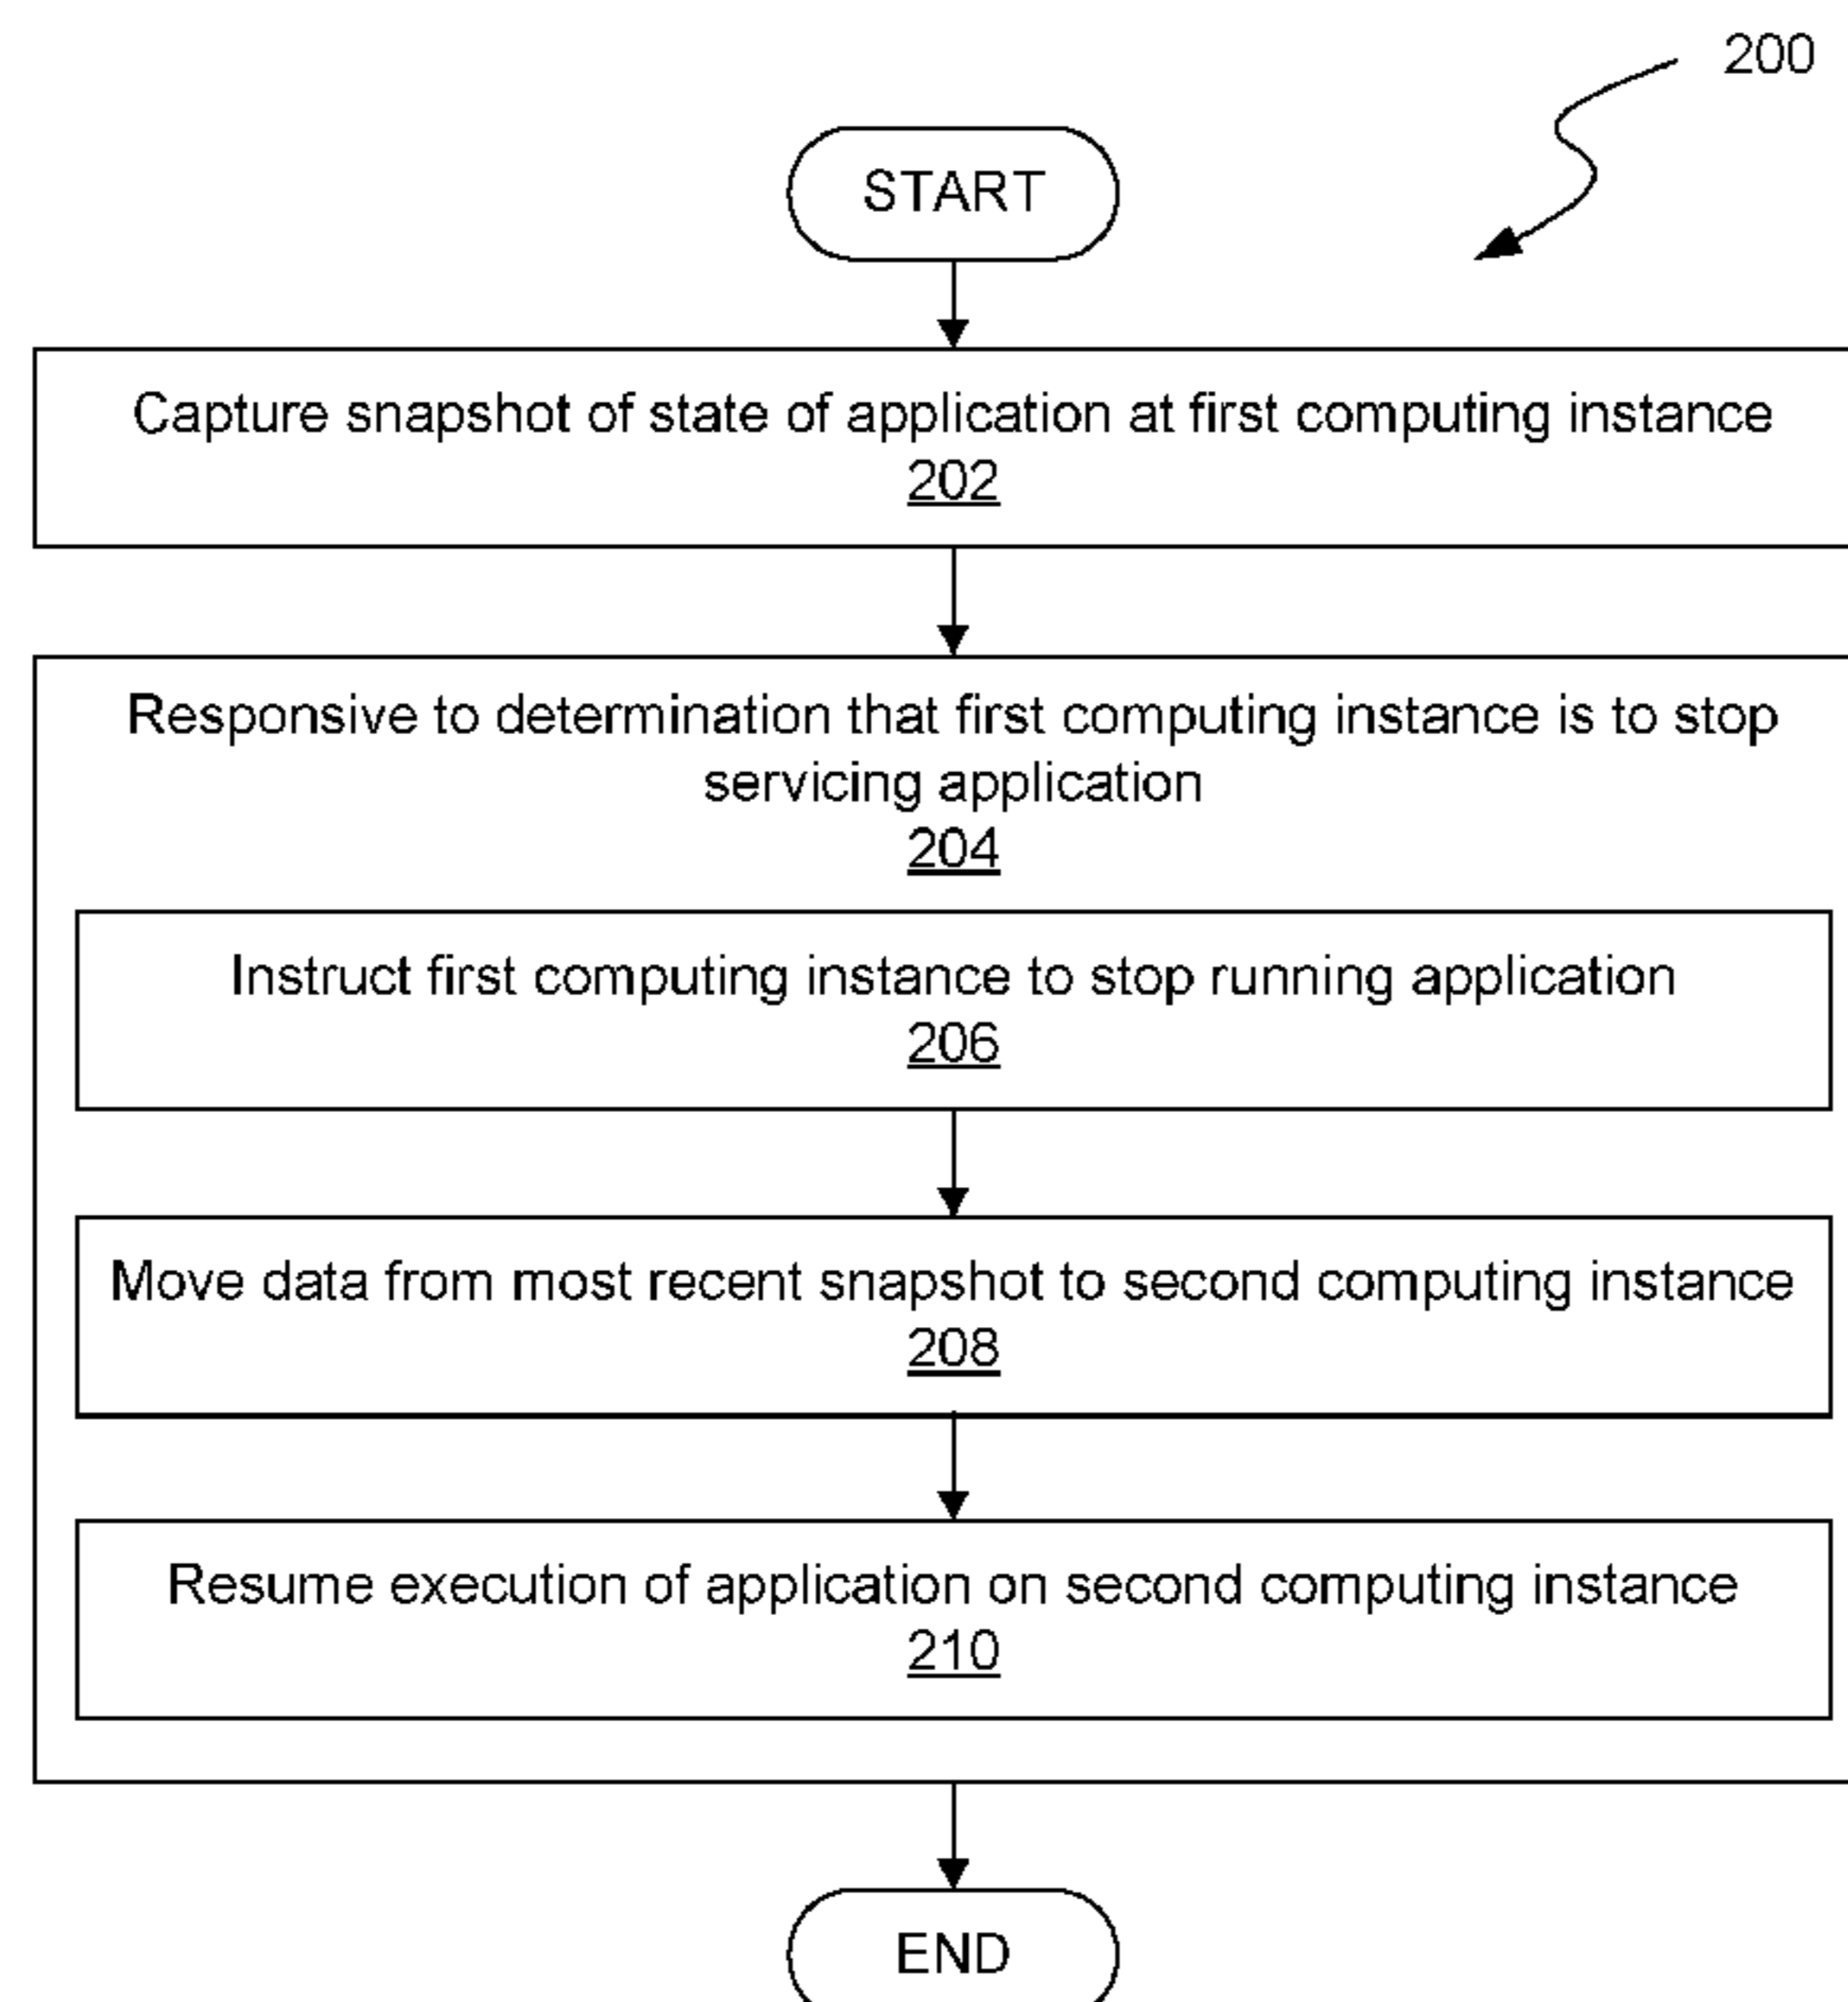 200
START
Capture snapshot of state of application at first computing instance
202
Responsive to determination that first computing instance is to stop
servicing application
204
Instruct first computing instance to stop running application
206
Move data from most recent snapshot to second computing instance
208
Resume execution of application on second computing instance
210
END